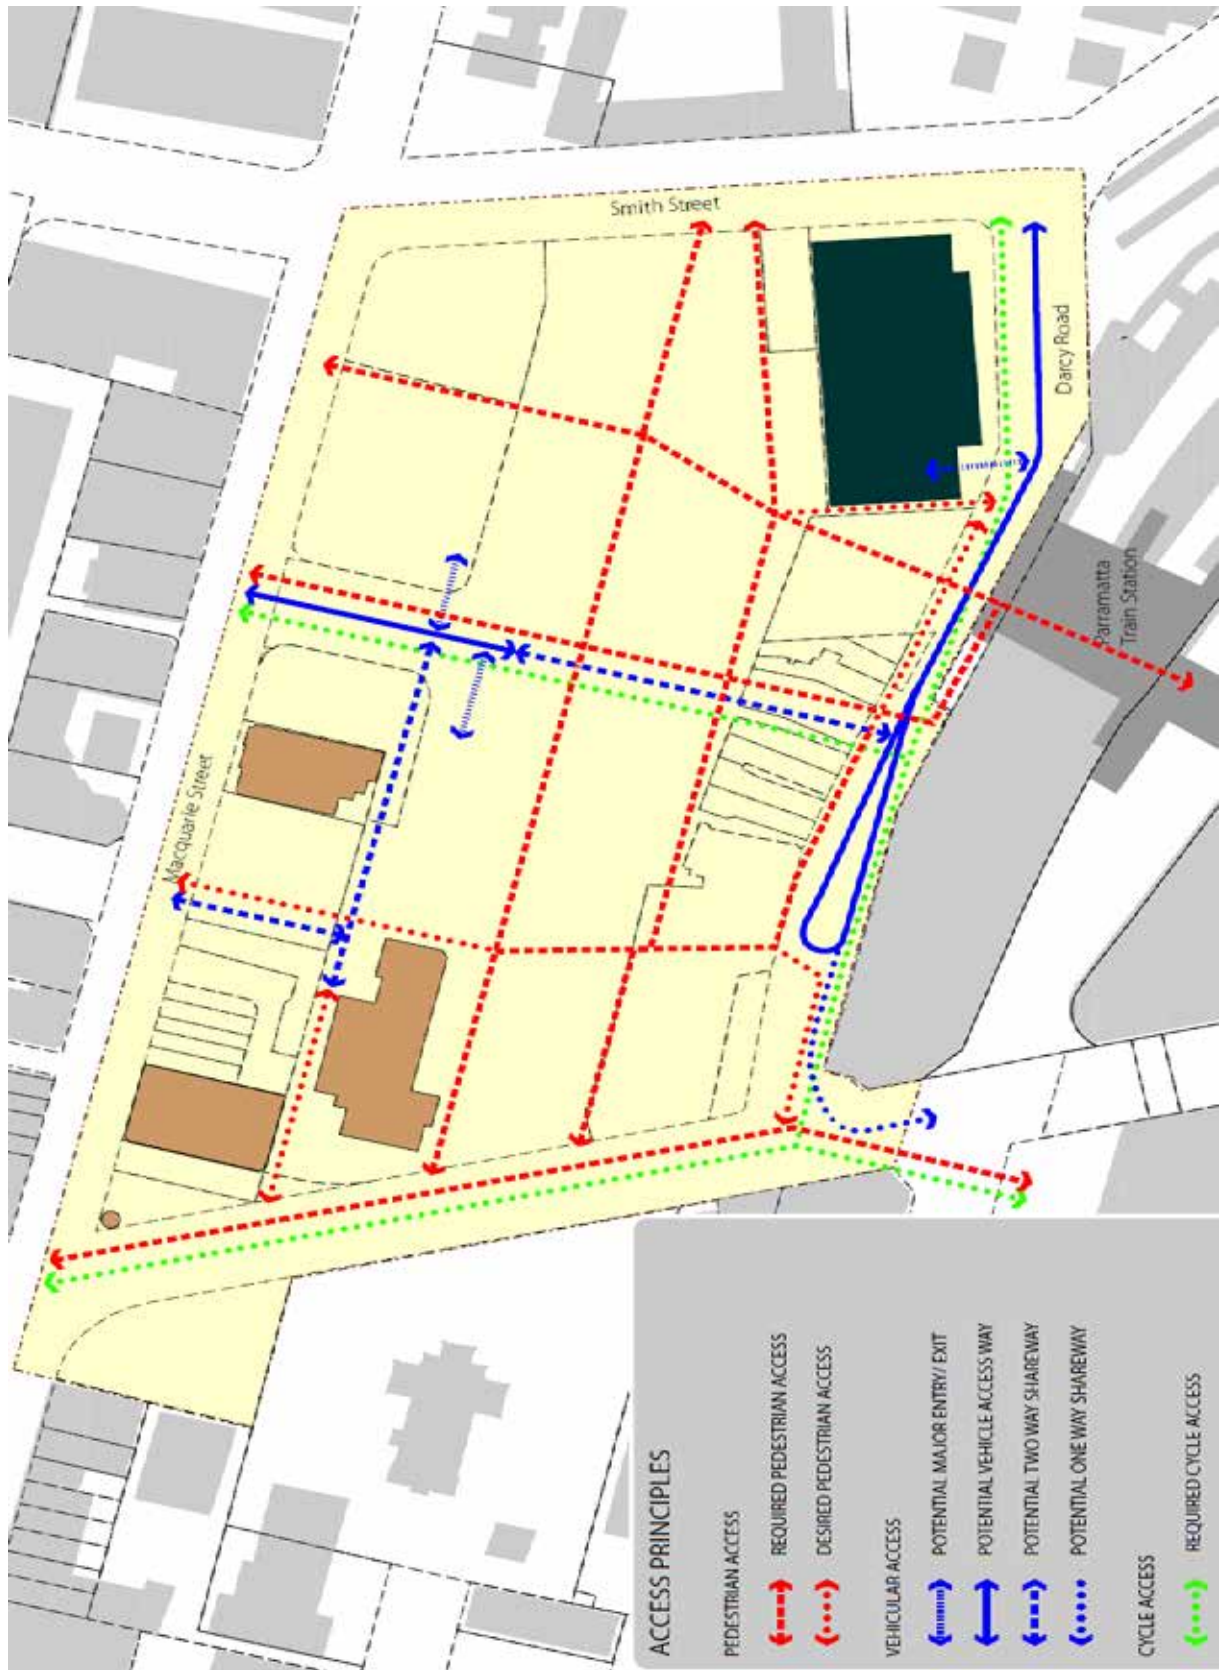 Smith Street
Macquarie Street
Darcy Road
Parramatta
Train Station
ACCESS PRINCIPLES
PEDESTRIAN ACCESS
REQUIRED PEDESTRIAN ACCESS
DESIRED PEDESTRIAN ACCESS
VEHICULAR ACCESS
POTENTIAL MAJOR ENTRY/ EXIT
POTENTIAL VEHICLE ACCESS WAY
POTENTIAL TWO WAY SHAREWAY
POTENTIAL ONE WAY SHAREWAY
CYCLE ACCESS
REQUIRED CYCLE ACCESS